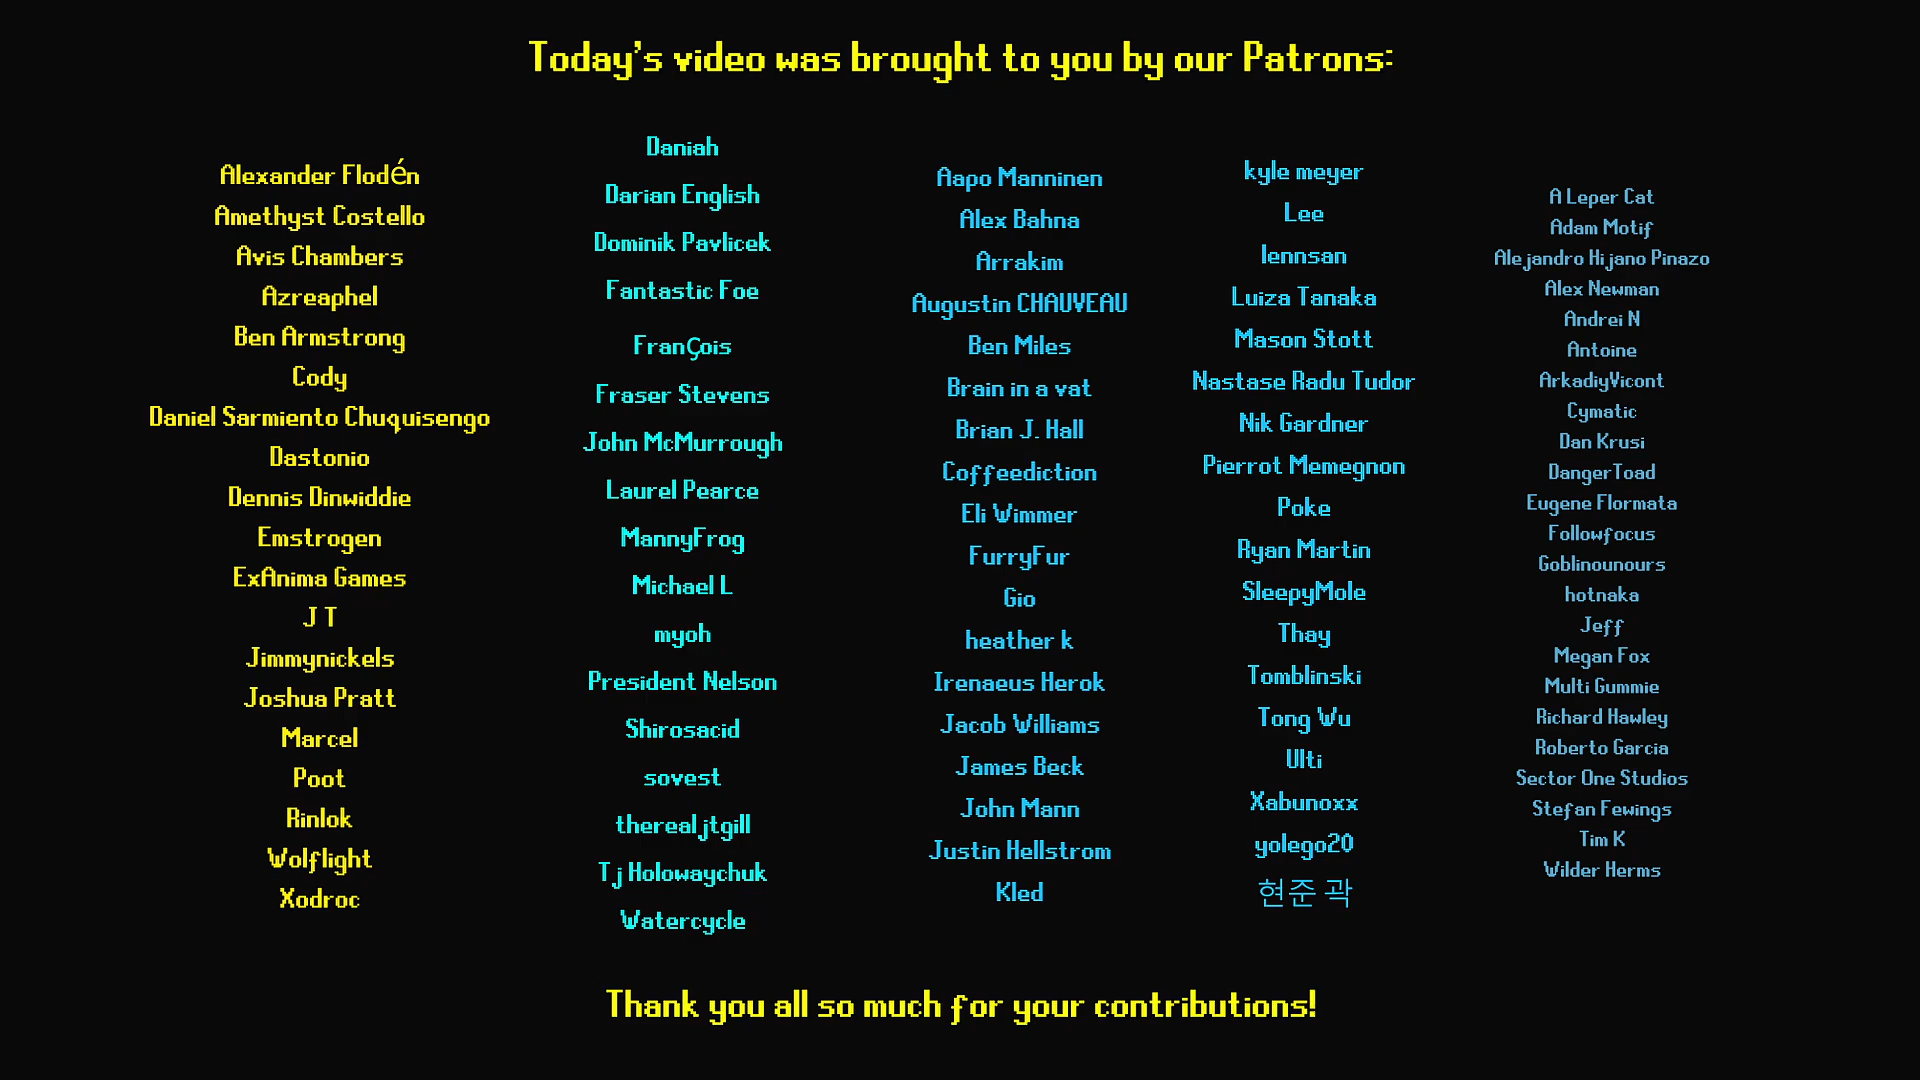 Today's video was brought to you by our Patrons:
Alexander Flodén
Amethyst Costello
Avis Chambers
Azreaphel
Ben Armstrong
Cody
Daniel Sarmiento Chuquisengo
Dastonio
Dennis Dinwiddie
Emstrogen
ExAnima Games
J T
Jimmynickels
Joshua Pratt
Marcel
Poot
Rinlok
Wolflight
Xodroc
Daniah
Darian English
Dominik Pavlicek
Fantastic Foe
FranÇois
Fraser Stevens
John McMurrough
Laurel Pearce
MannyFrog
Michael L
myoh
President Nelson
Shirosacid
sovest
therealjtgill
Tj Holowaychuk
Watercycle
Aapo Manninen
Alex Bahna
Arrakim
Augustin CHAUVEAU
Ben Miles
Brain in a vat
Brian J. Hall
Coffeediction
Eli Wimmer
FurryFur
Gio
heather k
Irenaeus Herok
Jacob Williams
James Beck
John Mann
Justin Hellstrom
Kled
kyle meyer
Lee
lennsan
Luiza Tanaka
Mason Stott
Nastase Radu Tudor
Nik Gardner
Pierrot Memegnon
Poke
Ryan Martin
SleepyMole
Thay
Tomblinski
Tong Wu
Ulti
Xabunoxx
yolego20
현준 곽
A Leper Cat
Adam Motif
Alejandro Hijano Pinazo
Alex Newman
Andrei N
Antoine
ArkadiyVicont
Cymatic
Dan Krusi
DangerToad
Eugene Flormata
Followfocus
Goblinounours
hotnaka
Jeff
Megan Fox
Multi Gummie
Richard Hawley
Roberto Garcia
Sector One Studios
Stefan Fewings
Tim K
Wilder Herms
Thank you all so much for your contributions!